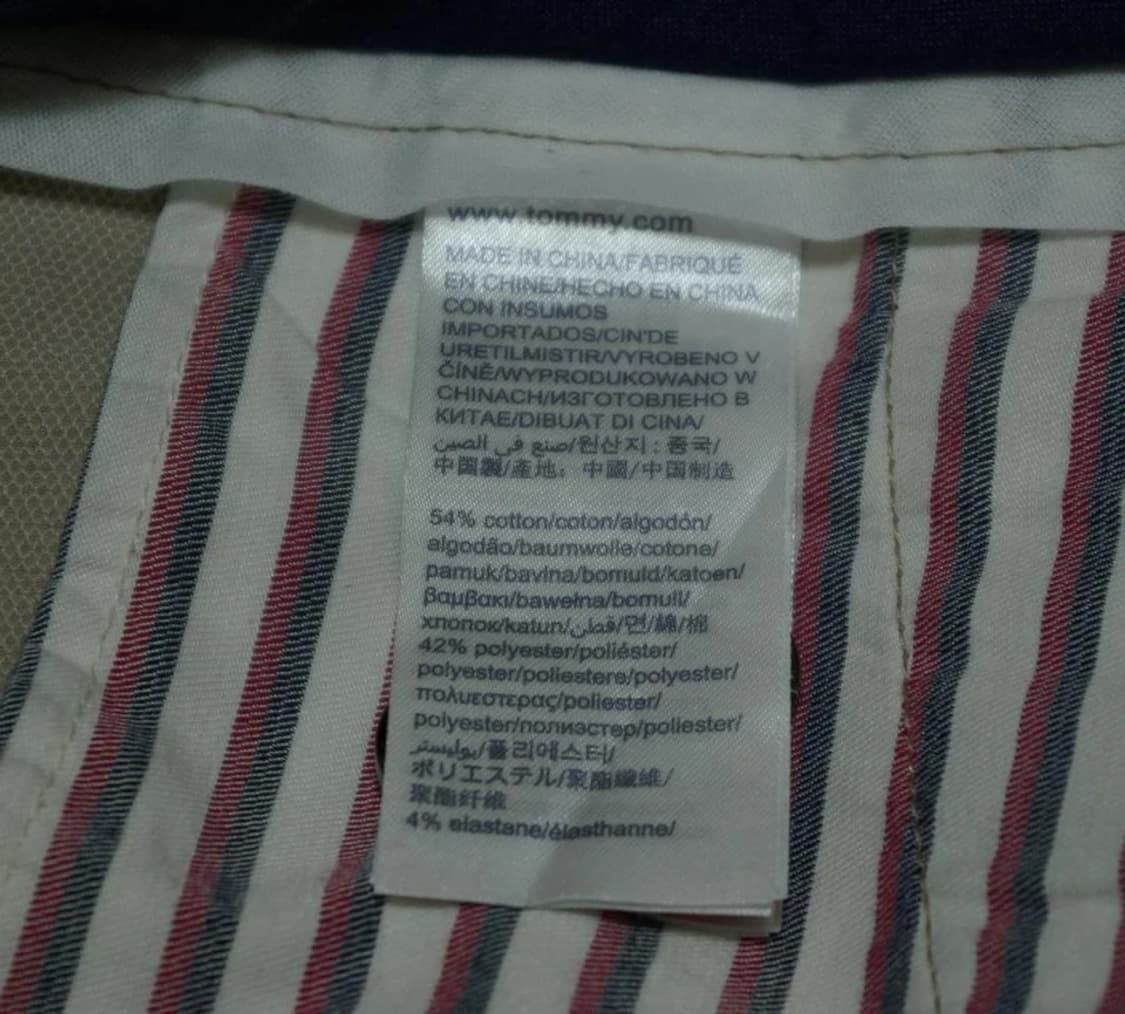 www.tommy.com
MADE IN CHINA/FABRIQUÉ
EN CHINE/HECHO EN CHINA
CON INSUMOS
IMPORTADOS/CIN'DE
URETILMISTIR/VYROBENO V
ČÍNĚ/WYPRODUKOWANO W
CHINACH/ИЗГОТОВЛЕНО В
КИТАЕ/DIBUAT DI CINA/
صنع في الصين/원산지 : 중국/
中国製/產地：中國/中国制造
54% cotton/coton/algodón/
algodão/baumwolle/cotone/
pamuk/bavlna/bomuld/katoen/
βαμβακι/bawełna/bomull/
хлопок/katun/قطن/면/綿/棉
42% polyester/poliéster/
polyester/poliestere/polyester/
πολυεστερας/poliester/
polyester/полиэстер/poliester/
بوليستر/폴리에스터/
ポリエステル/聚酯纖維/
聚酯纤维
4% elastane/élasthanne/